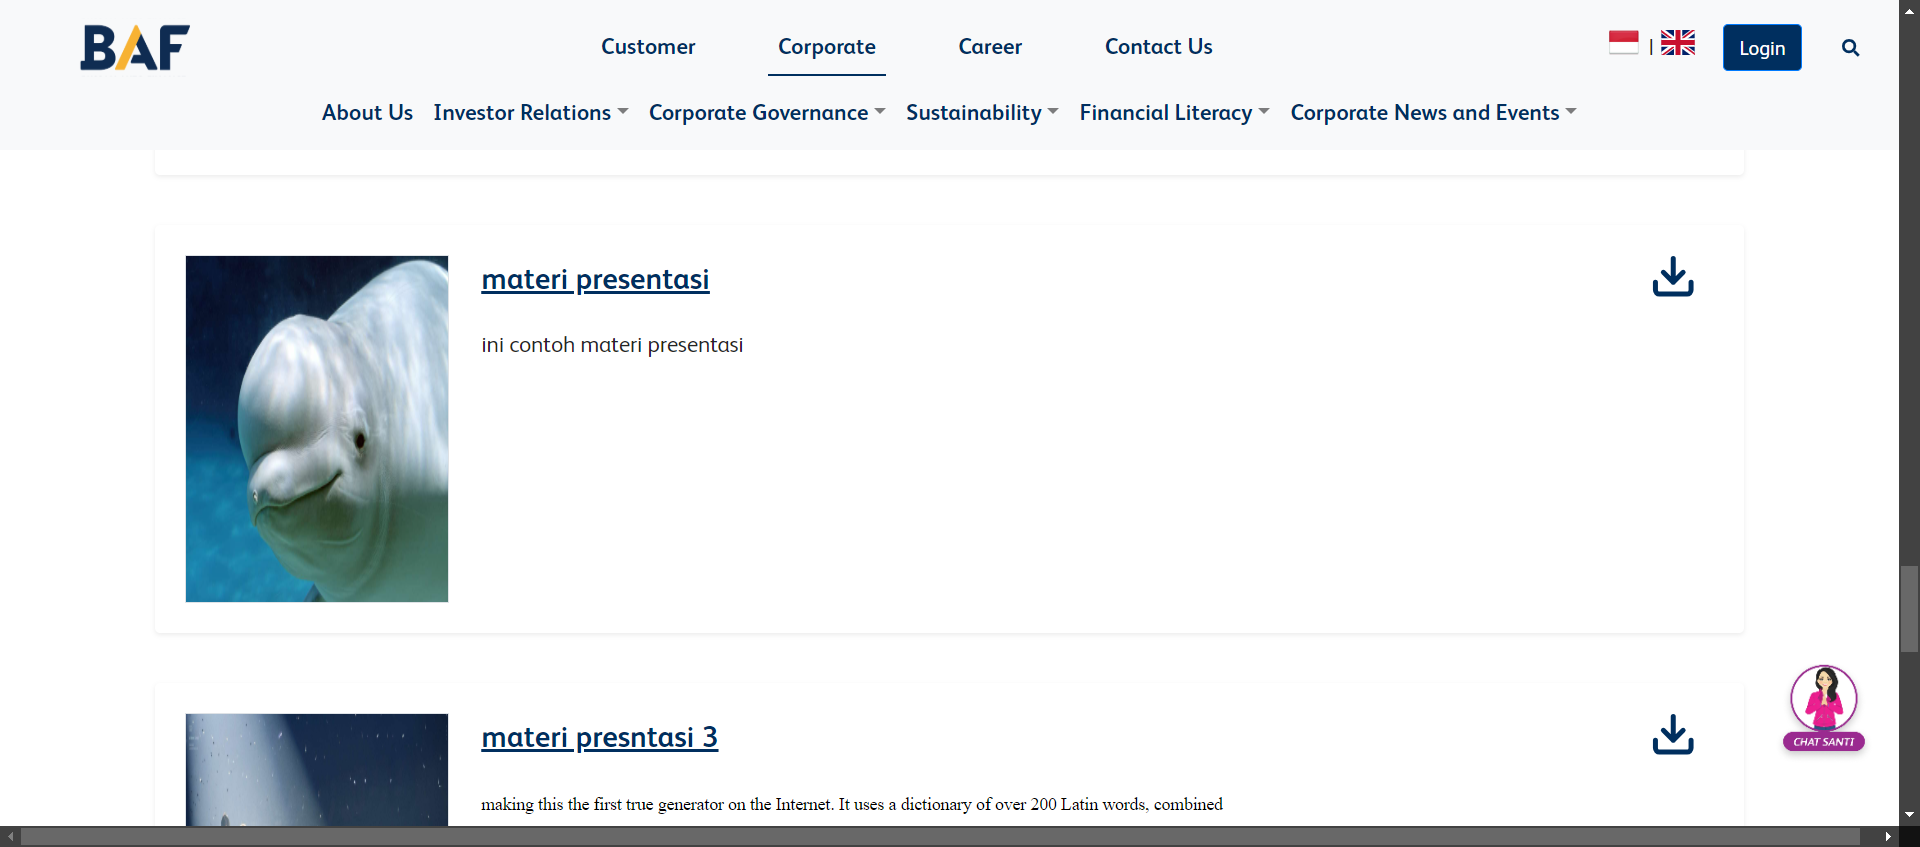 BAF
Customer Corporate Career Contact Us | Login
About Us Investor Relations Corporate Governance Sustainability Financial Literacy Corporate News and Events
materi presentasi
ini contoh materi presentasi
materi presntasi 3
making this the first true generator on the Internet. It uses a dictionary of over 200 Latin words, combined
CHAT SANTI